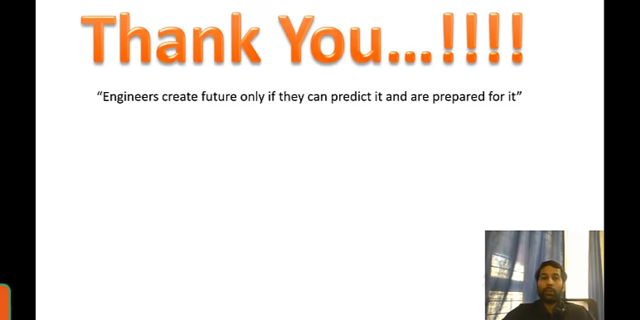 Thank You...!!!!
“Engineers create future only if they can predict it and are prepared for it”